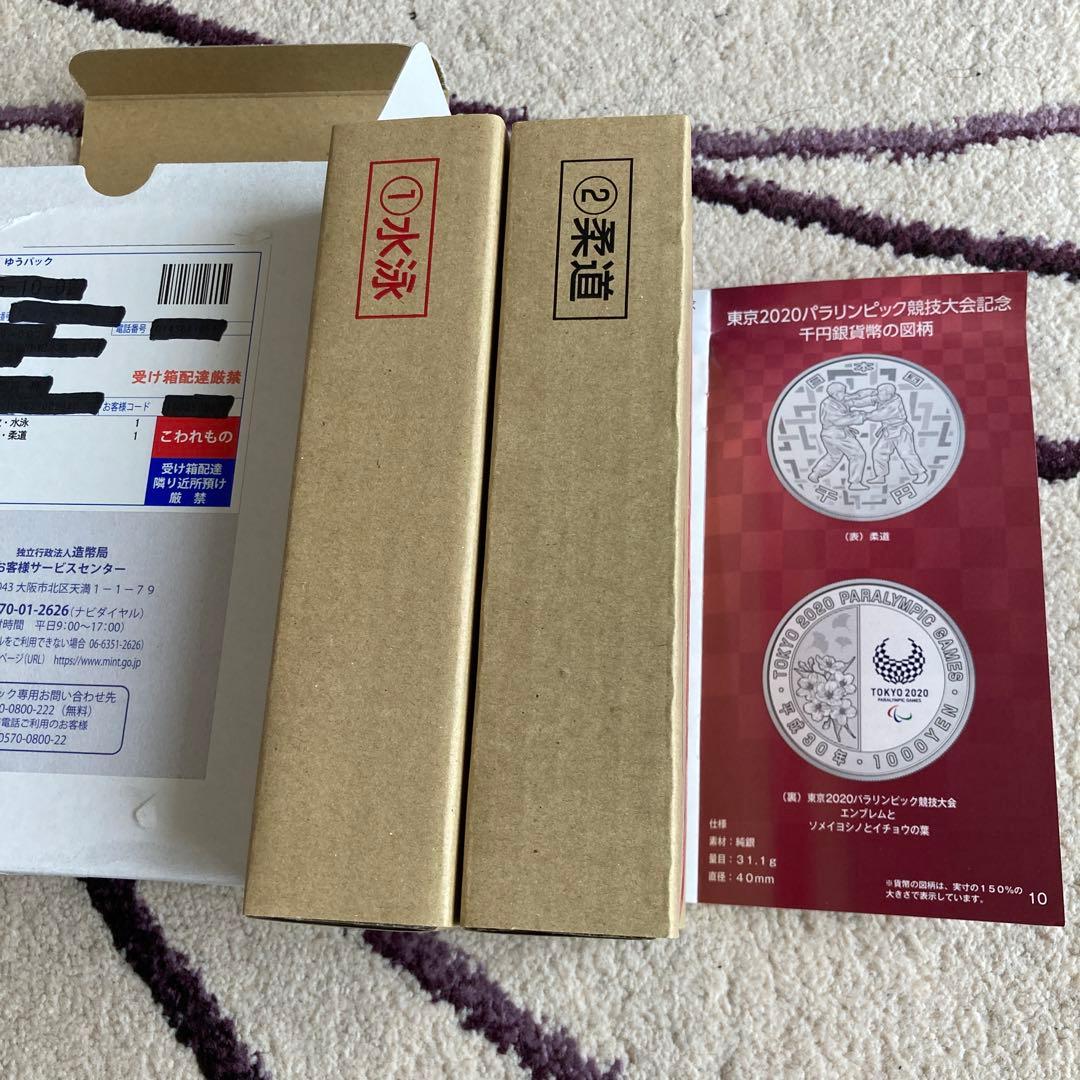 ゆうパック
電話番号
受け箱配達厳禁
お客様コード
・水泳 1
・柔道 1
こわれもの
受け箱配達
隣り近所預け
厳 禁
独立行政法人造幣局
お客様サービスセンター
043 大阪市北区天満1-1-79
70-01-2626(ナビダイヤル)
時間 平日9:00〜17:00)
ルをご利用できない場合 06-6351-2626)
ページ(URL) https://www.mint.go.jp
ック専用お問い合わせ先
0-0800-222(無料)
電話ご利用のお客様
0570-0800-22
①水泳
②柔道
東京2020パラリンピック競技大会記念
千円銀貨幣の図柄
日本国
千円
(表)柔道
・TOKYO 2020 PARALYMPIC GAMES・
TOKYO 2020
PARALYMPIC GAMES
平成30年・1000YEN
(裏)東京2020パラリンピック競技大会
エンブレムと
ソメイヨシノとイチョウの葉
仕様
素材:純銀
量目:31.1g
直径:40mm
※貨幣の図柄は、実寸の150%の
大きさで表示しています。
10